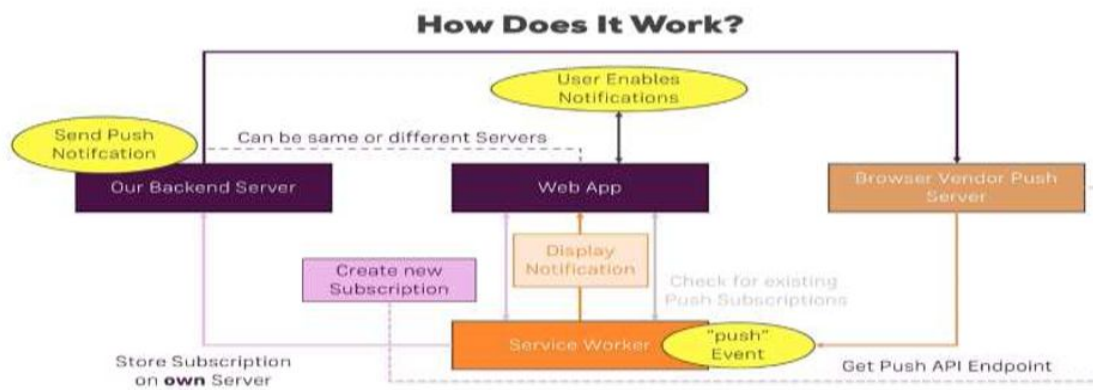 How Does It Work?
User Enables
Notifications
Send Push
Notifcation
Can be same or different Servers
Our Backend Server
Web App
Browser Vendor Push
Server
Display
Notification
Create new
Subscription
Check for existing
Push Subscriptions
Service Worker
"push"
Event
Store Subscription
on own Server
Get Push API Endpoint